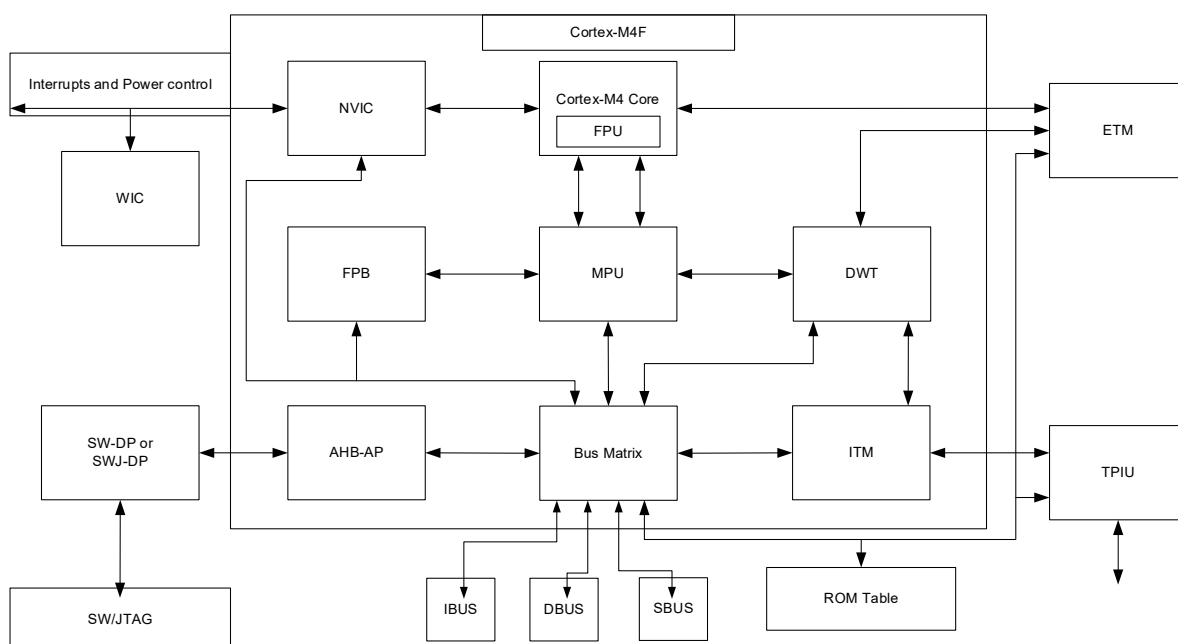 Cortex-M4F
Interrupts and Power control
NVIC
Cortex-M4 Core
FPU
ETM
WIC
FPB
MPU
DWT
SW-DP or
SWJ-DP
AHB-AP
Bus Matrix
ITM
TPIU
SW/JTAG
IBUS
DBUS
SBUS
ROM Table